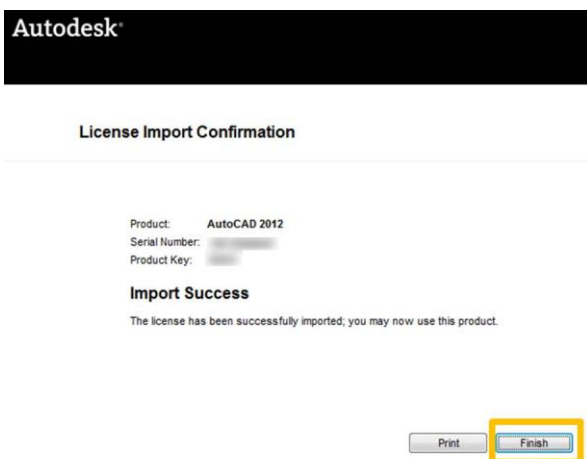 Autodesk®
License Import Confirmation
Product: AutoCAD 2012
Serial Number:
Product Key:
Import Success
The license has been successfully imported; you may now use this product.
Print Finish